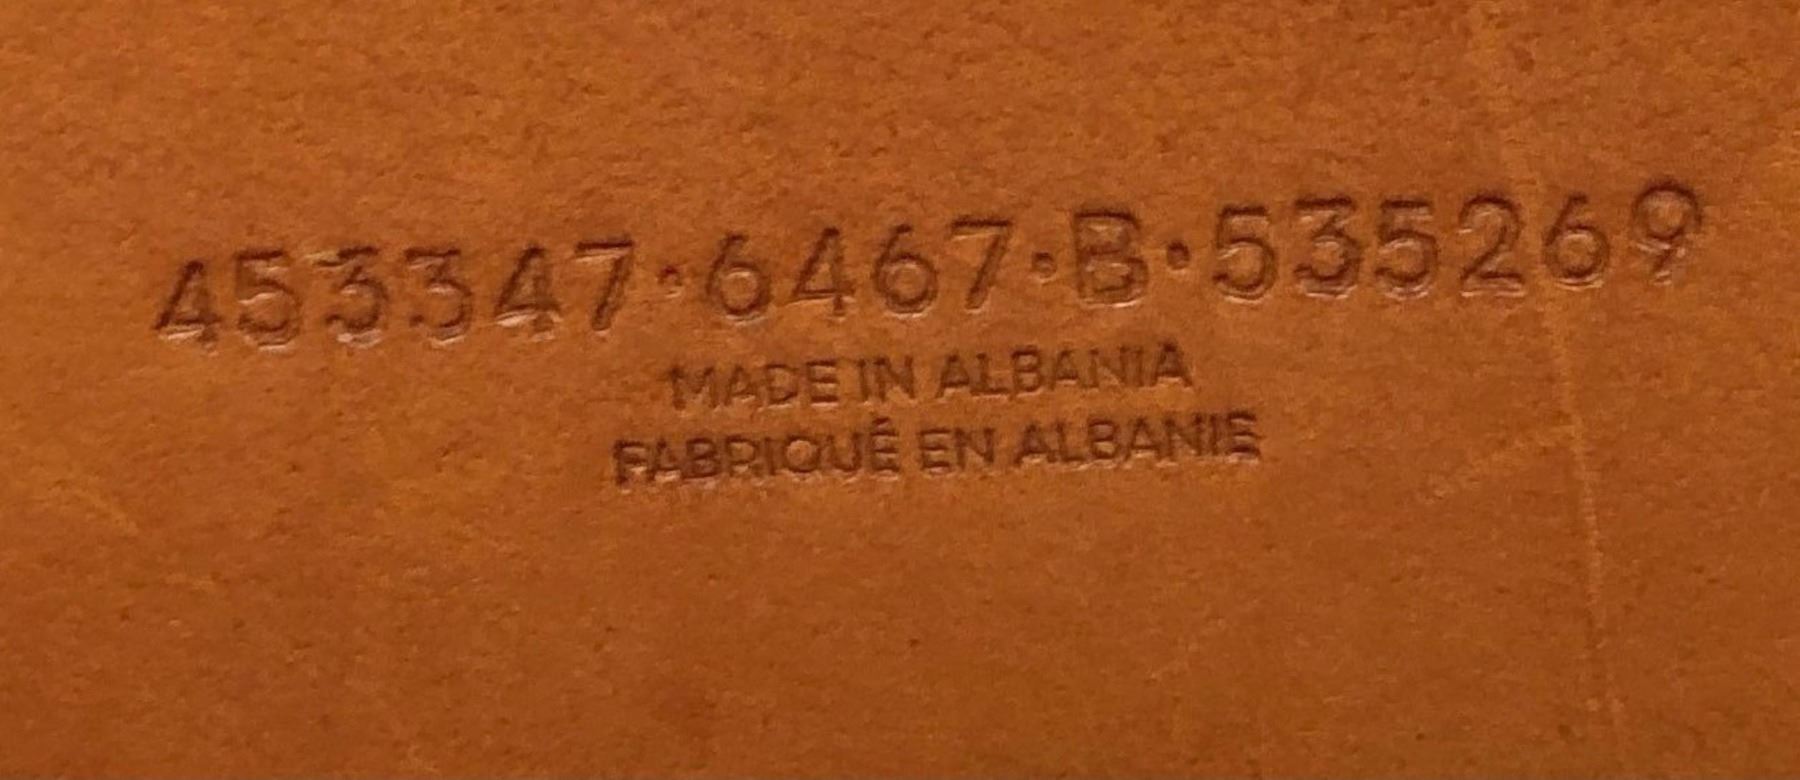 453347·6467·B·535269
MADE IN ALBANIA
FABRIQUÉ EN ALBANIE